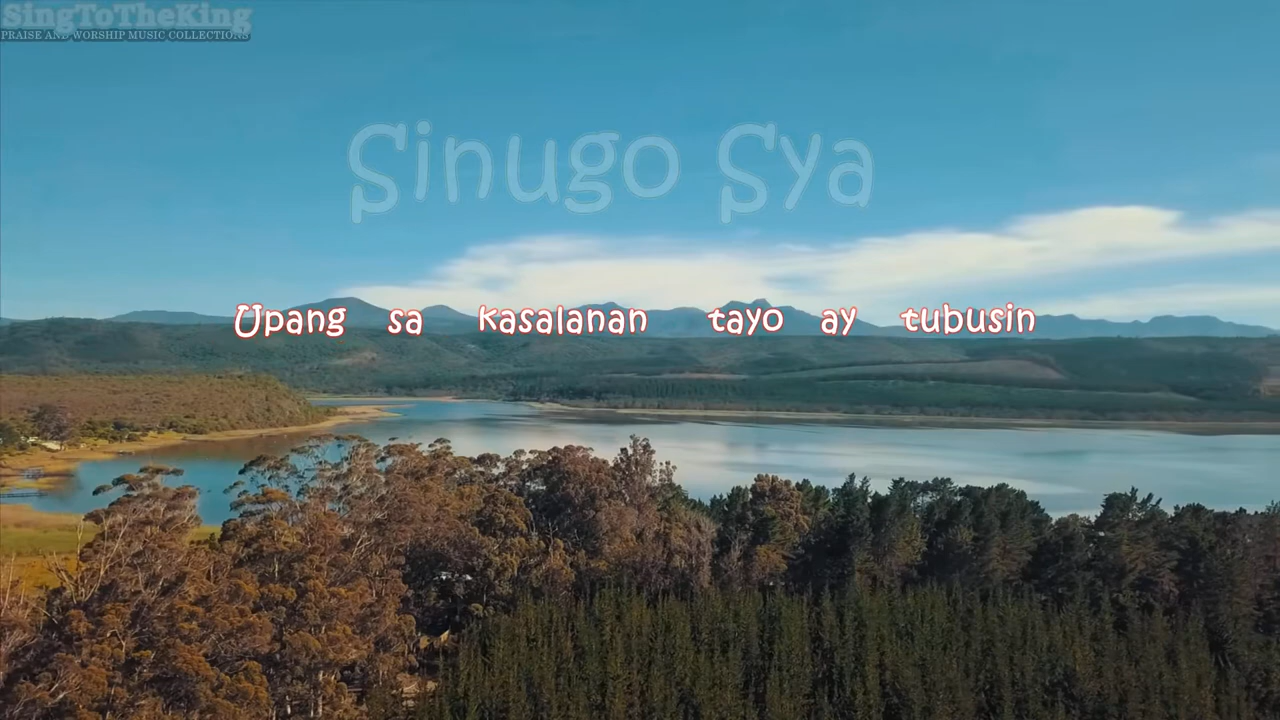 SingToTheKing
PRAISE AND WORSHIP MUSIC COLLECTIONS
Sinugo Sya
Upang sa kasalanan tayo ay tubusin